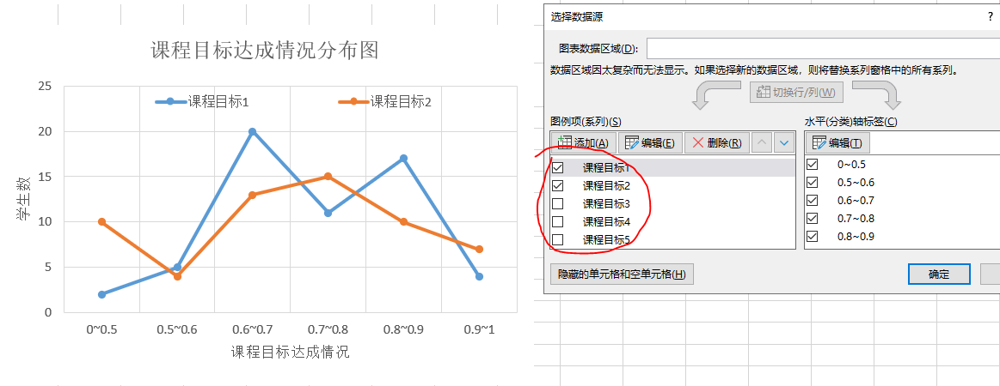 课程目标达成情况分布图
25
20
15
10
5
0
学生数
课程目标1
课程目标2
0~0.5
0.5~0.6
0.6~0.7
0.7~0.8
0.8~0.9
0.9~1
课程目标达成情况
选择数据源
?
图表数据区域(D):
数据区域因太复杂而无法显示。如果选择新的数据区域，则将替换系列窗格中的所有系列。
切换行/列(W)
图例项(系列)(S)
添加(A)
编辑(E)
删除(R)
课程目标1
课程目标2
课程目标3
课程目标4
课程目标5
水平(分类)轴标签(C)
编辑(T)
0~0.5
0.5~0.6
0.6~0.7
0.7~0.8
0.8~0.9
隐藏的单元格和空单元格(H)
确定